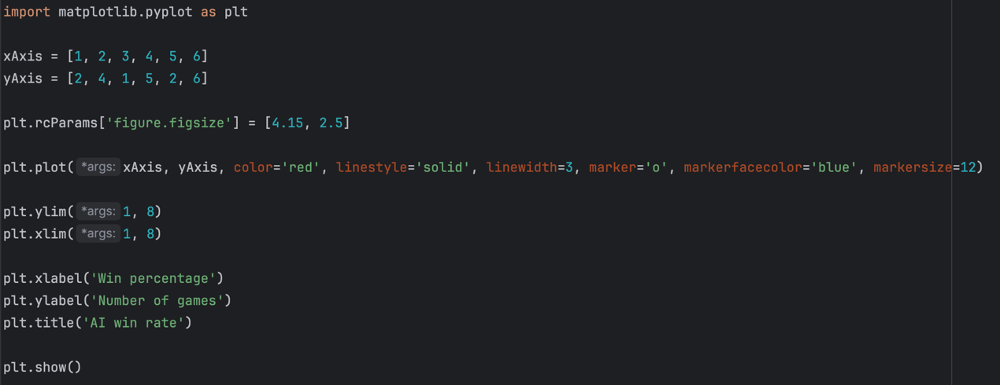 import matplotlib.pyplot as plt
xAxis = [1, 2, 3, 4, 5, 6]
yAxis = [2, 4, 1, 5, 2, 6]
plt.rcParams['figure.figsize'] = [4.15, 2.5]
plt.plot( *args: xAxis, yAxis, color='red', linestyle='solid', linewidth=3, marker='o', markerfacecolor='blue', markersize=12)
plt.ylim( *args: 1, 8)
plt.xlim( *args: 1, 8)
plt.xlabel('Win percentage')
plt.ylabel('Number of games')
plt.title('AI win rate')
plt.show()